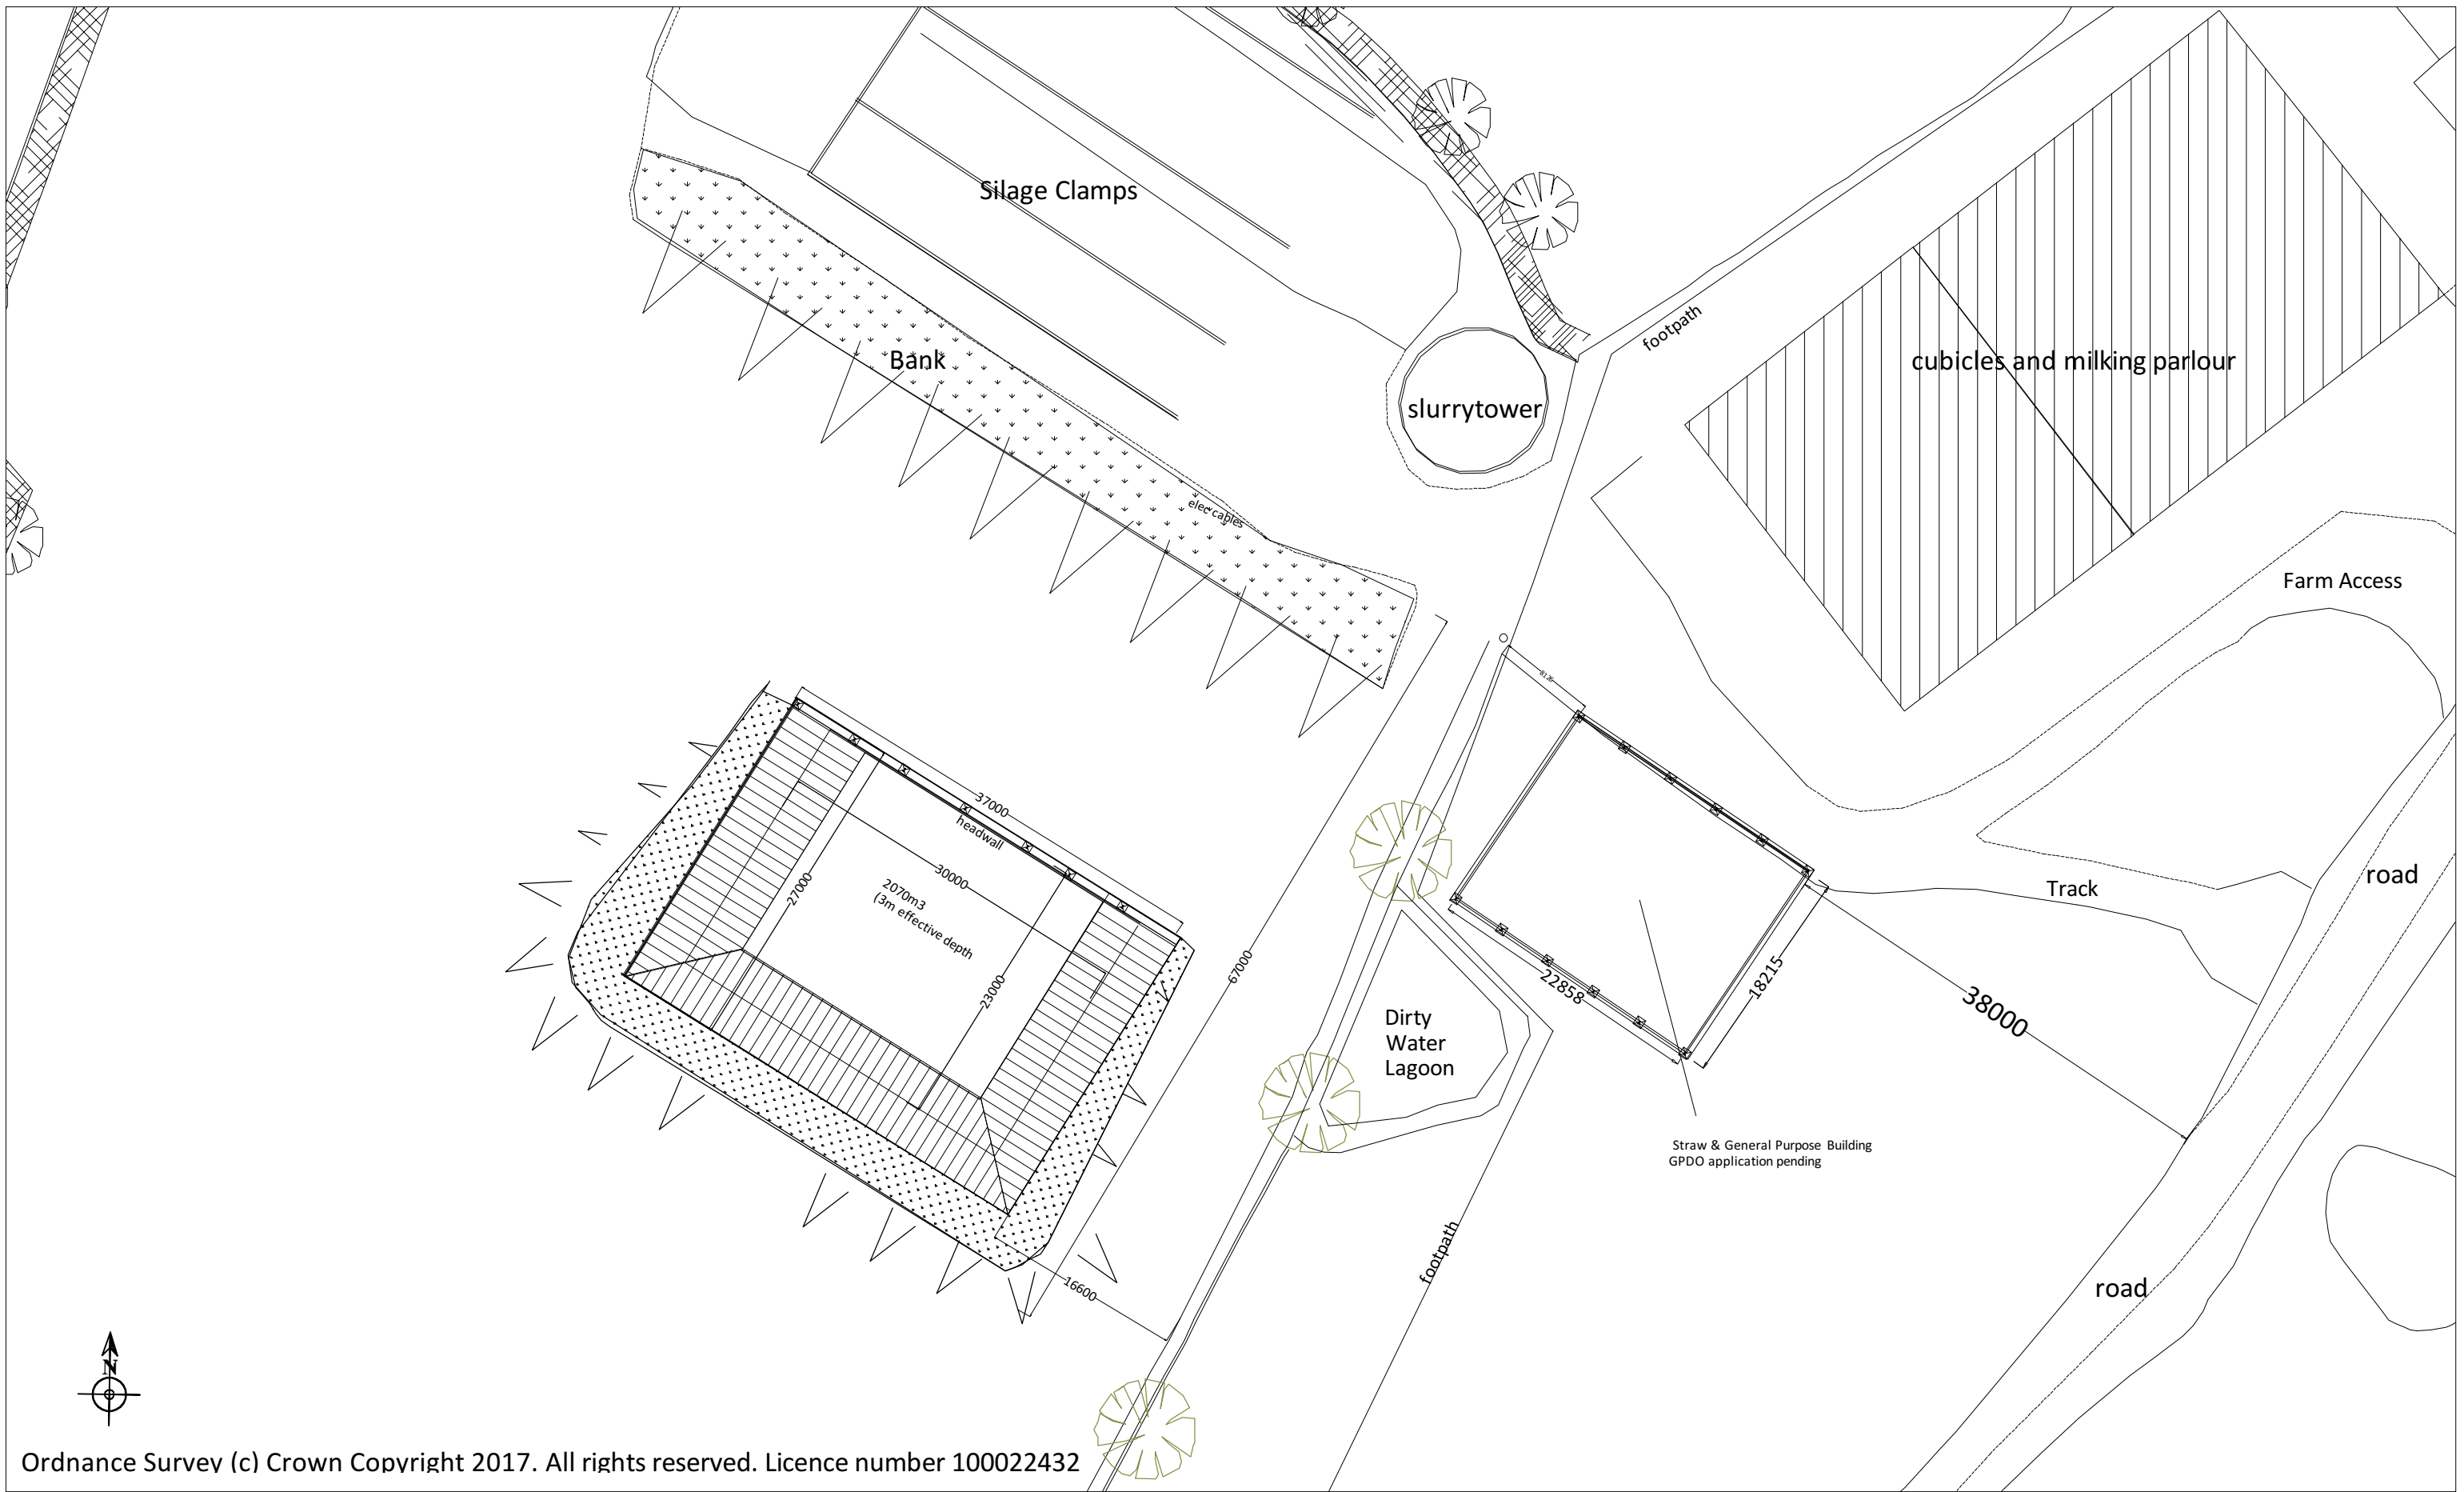 Silage Clamps
footpath
cubicles and milking parlour
Bank
slurrytower
elec cables
Farm Access
8126
37000
headwall
30000
27000
2070m3
(3m effective depth
23000
67000
road
Track
22858
18215
38000
Dirty
Water
Lagoon
Straw & General Purpose Building
GPDO application pending
footpath
16600
road
N
Ordnance Survey (c) Crown Copyright 2017. All rights reserved. Licence number 100022432